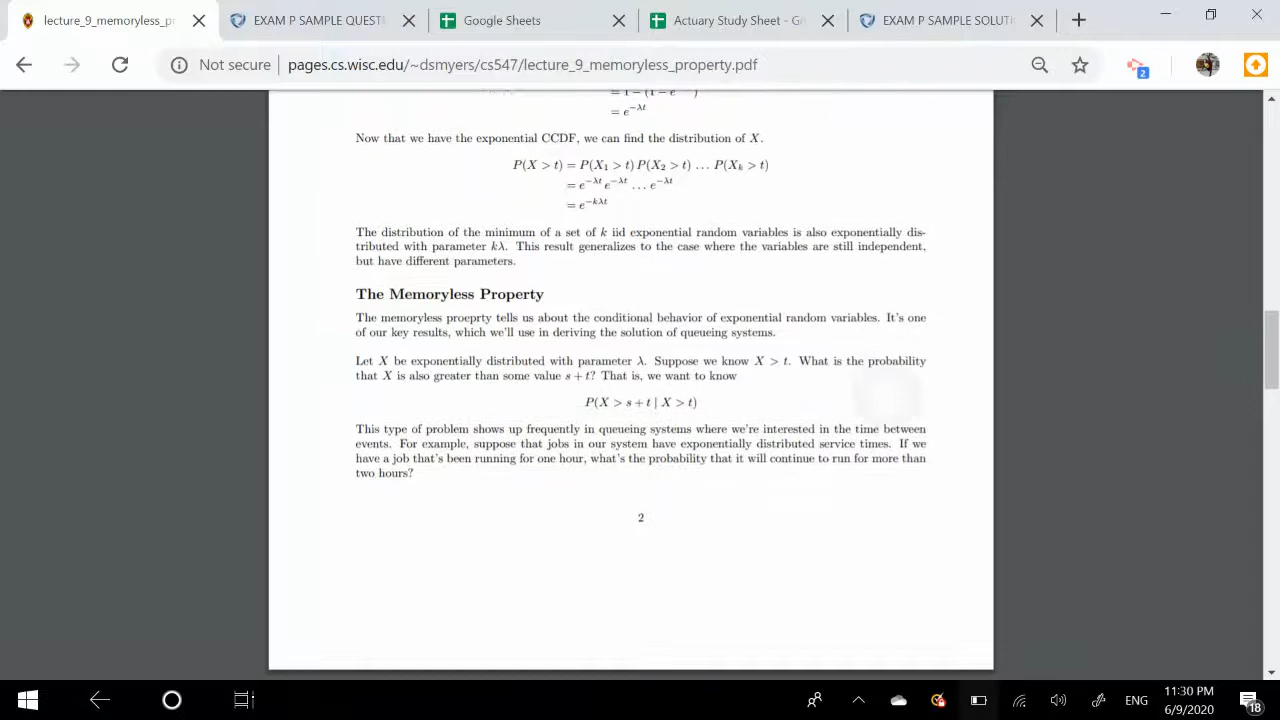 lecture_9_memoryless_p
EXAM P SAMPLE QUEST
Google Sheets
Actuary Study Sheet - G
EXAM P SAMPLE SOLUTI
Not secure
pages.cs.wisc.edu/~dsmyers/cs547/lecture_9_memoryless_property.pdf
2
= e^{−λt}
Now that we have the exponential CCDF, we can find the distribution of X.
P(X > t) = P(X₁ > t) P(X₂ > t) ... P(Xₖ > t)
= e^{−λt} e^{−λt} ... e^{−λt}
= e^{−kλt}
The distribution of the minimum of a set of k iid exponential random variables is also exponentially dis-
tributed with parameter kλ. This result generalizes to the case where the variables are still independent,
but have different parameters.
The Memoryless Property
The memoryless proeprty tells us about the conditional behavior of exponential random variables. It's one
of our key results, which we'll use in deriving the solution of queueing systems.
Let X be exponentially distributed with parameter λ. Suppose we know X > t. What is the probability
that X is also greater than some value s + t? That is, we want to know
P(X > s + t | X > t)
This type of problem shows up frequently in queueing systems where we're interested in the time between
events. For example, suppose that jobs in our system have exponentially distributed service times. If we
have a job that's been running for one hour, what's the probability that it will continue to run for more than
two hours?
2
ENG
11:30 PM
6/9/2020
18